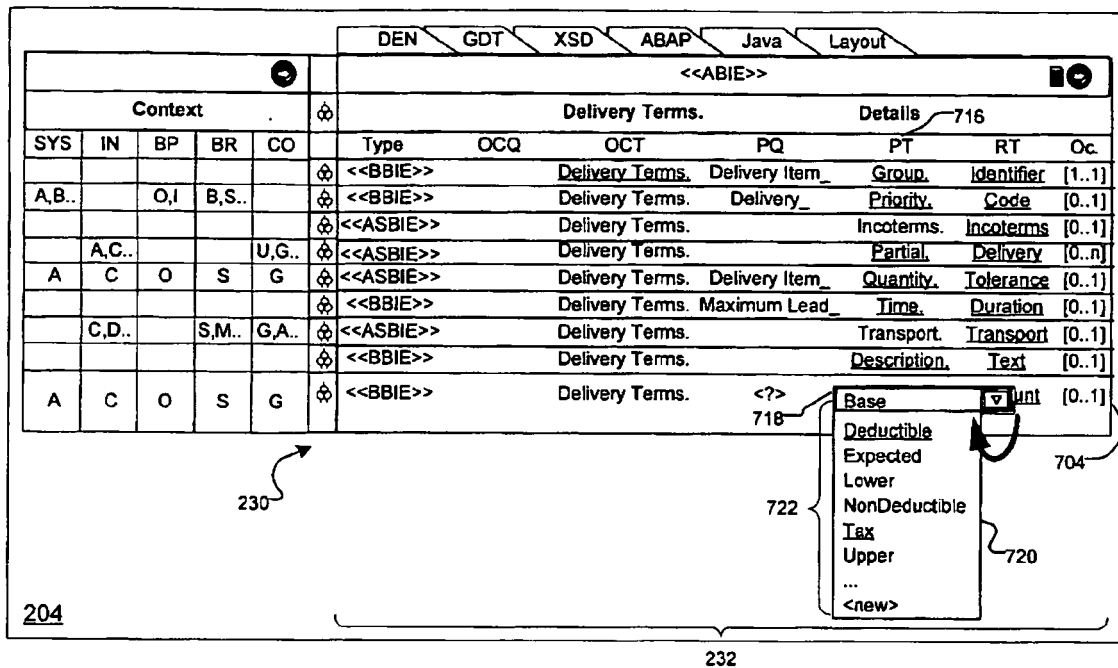 DEN GDT XSD ABAP Java Layout
<<ABIE>>
Context Delivery Terms. Details 716
SYS IN BP BR CO Type OCQ OCT PQ PT RT Oc.
<<BBIE>> Delivery Terms. Delivery Item_ Group. Identifier [1..1]
A,B.. O,I B,S.. <<BBIE>> Delivery Terms. Delivery_ Priority. Code [0..1]
<<ASBIE>> Delivery Terms. Incoterms. Incoterms [0..1]
A,C.. U,G.. <<ASBIE>> Delivery Terms. Partial. Delivery [0..n]
A C O S G <<ASBIE>> Delivery Terms. Delivery Item_ Quantity. Tolerance [0..1]
<<BBIE>> Delivery Terms. Maximum Lead_ Time. Duration [0..1]
C,D.. S,M.. G,A.. <<ASBIE>> Delivery Terms. Transport. Transport [0..1]
<<BBIE>> Delivery Terms. Description. Text [0..1]
A C O S G <<BBIE>> Delivery Terms. <?> Base unt [0..1]
718
Deductible
Expected
Lower
NonDeductible
Tax
Upper
...
<new>
230
722
720
704
204
232